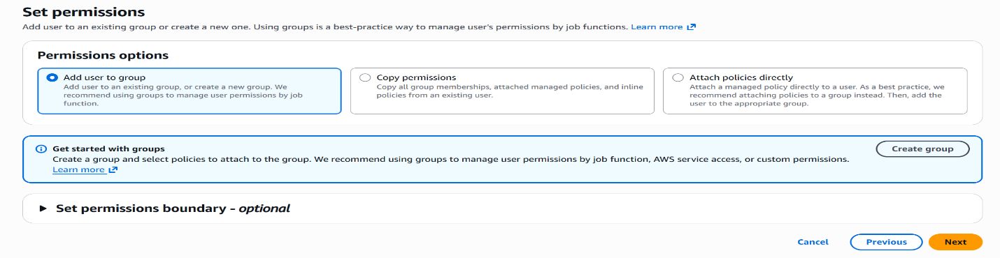 Set permissions
Add user to an existing group or create a new one. Using groups is a best-practice way to manage user's permissions by job functions. Learn more
Permissions options
Add user to group
Add user to an existing group, or create a new group. We
recommend using groups to manage user permissions by job
function.
Copy permissions
Copy all group memberships, attached managed policies, and inline
policies from an existing user.
Attach policies directly
Attach a managed policy directly to a user. As a best practice, we
recommend attaching policies to a group instead. Then, add the
user to the appropriate group.
Get started with groups
Create a group and select policies to attach to the group. We recommend using groups to manage user permissions by job function, AWS service access, or custom permissions.
Learn more
Create group
Set permissions boundary - optional
Cancel
Previous
Next